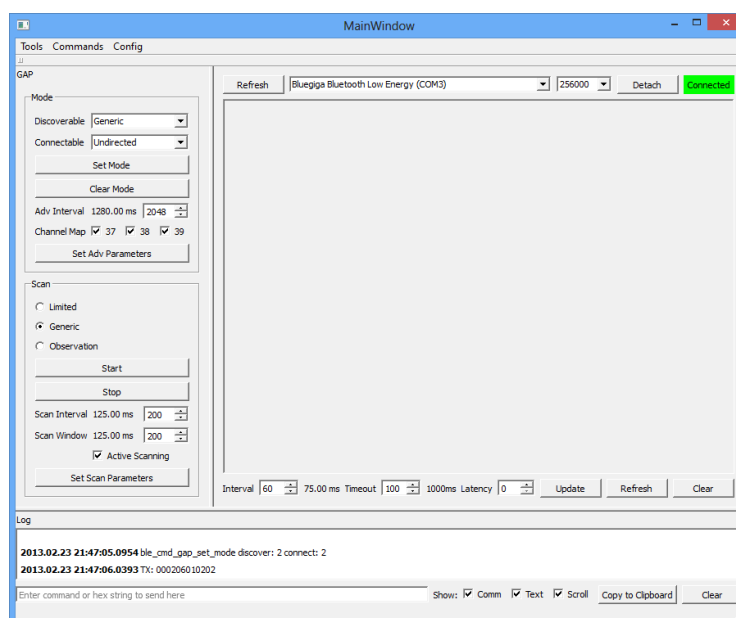 MainWindow
Tools Commands Config
GAP
Mode
Discoverable Generic
Connectable Undirected
Set Mode
Clear Mode
Adv Interval 1280.00 ms 2048
Channel Map 37 38 39
Set Adv Parameters
Scan
Limited
Generic
Observation
Start
Stop
Scan Interval 125.00 ms 200
Scan Window 125.00 ms 200
Active Scanning
Set Scan Parameters
Refresh Bluegiga Bluetooth Low Energy (COM3) 256000 Detach Connected
Interval 60 75.00 ms Timeout 100 1000ms Latency 0 Update Refresh Clear
Log
2013.02.23 21:47:05.0954 ble_cmd_gap_set_mode discover: 2 connect: 2
2013.02.23 21:47:06.0393 TX: 000206010202
Enter command or hex string to send here Show: Comm Text Scroll Copy to Clipboard Clear